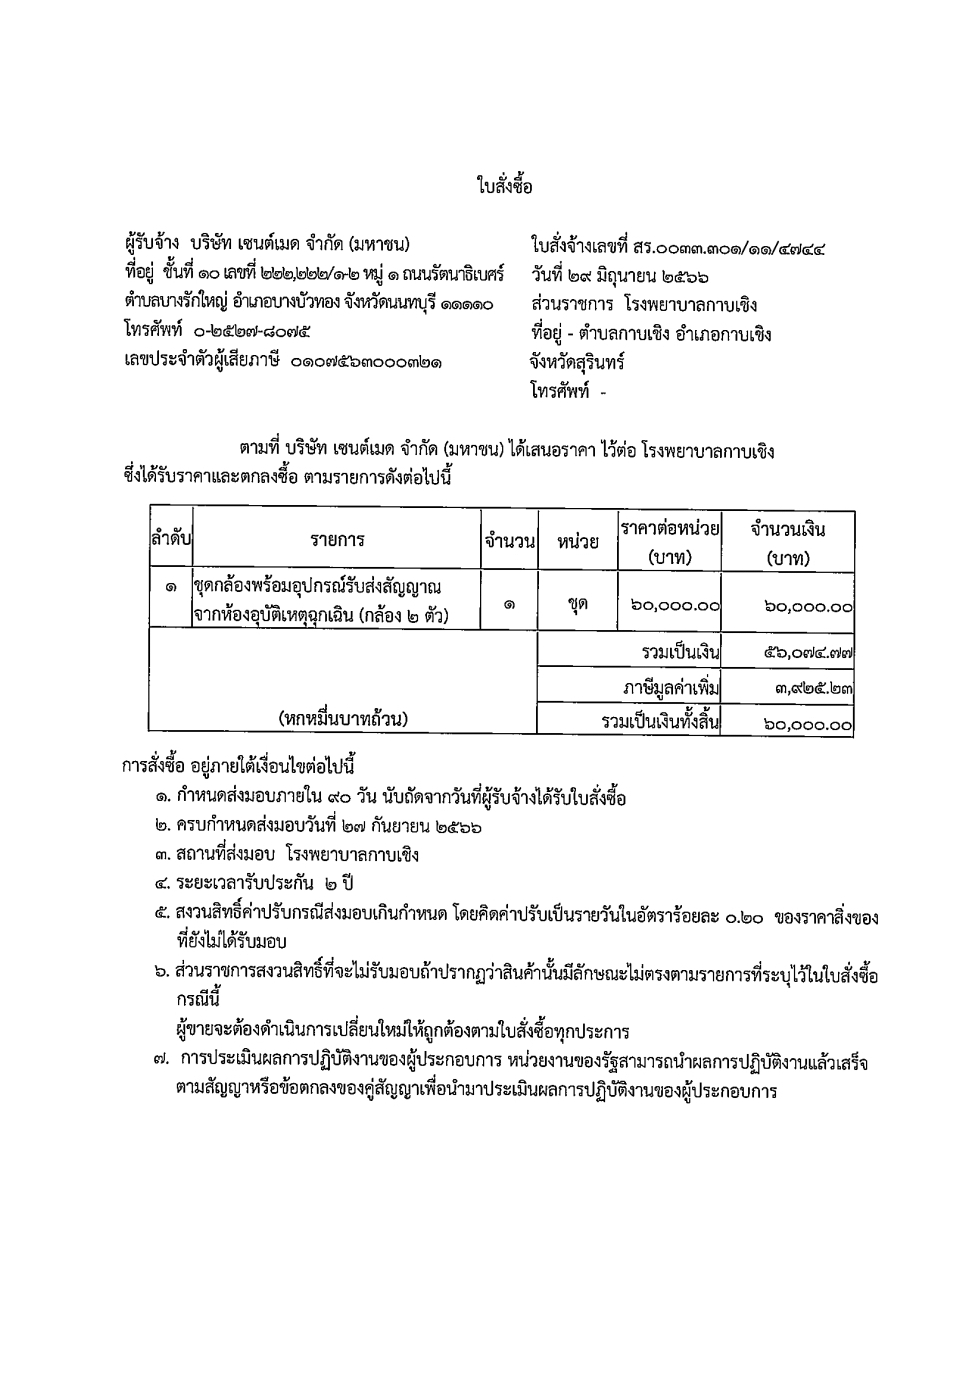 ใบสั่งซื้อ
ผู้รับจ้าง บริษัท เซนต์เมด จำกัด (มหาชน)
ที่อยู่ ชั้นที่ ๑๐ เลขที่ ๒๒๒,๒๒๒/๑-๒ หมู่ ๑ ถนนรัตนาธิเบศร์
ตำบลบางรักใหญ่ อำเภอบางบัวทอง จังหวัดนนทบุรี ๑๑๑๑๐
โทรศัพท์ ๐-๒๕๒๗-๘๐๗๕
เลขประจำตัวผู้เสียภาษี ๐๑๐๗๕๖๓๐๐๐๓๒๑
ใบสั่งจ้างเลขที่ สร.๐๐๓๓.๓๐๑/๑๑/๔๗๔๔
วันที่ ๒๙ มิถุนายน ๒๕๖๖
ส่วนราชการ โรงพยาบาลกาบเชิง
ที่อยู่ - ตำบลกาบเชิง อำเภอกาบเชิง
จังหวัดสุรินทร์
โทรศัพท์ -
ตามที่ บริษัท เซนต์เมด จำกัด (มหาชน) ได้เสนอราคา ไว้ต่อ โรงพยาบาลกาบเชิง
ซึ่งได้รับราคาและตกลงซื้อ ตามรายการดังต่อไปนี้
ลำดับ รายการ จำนวน หน่วย ราคาต่อหน่วย (บาท) จำนวนเงิน (บาท)
๑ ชุดกล้องพร้อมอุปกรณ์รับส่งสัญญาณ
จากห้องอุบัติเหตุฉุกเฉิน (กล้อง ๒ ตัว) ๑ ชุด ๖๐,๐๐๐.๐๐ ๖๐,๐๐๐.๐๐
รวมเป็นเงิน ๕๖,๐๗๔.๗๗
ภาษีมูลค่าเพิ่ม ๓,๙๒๕.๒๓
(หกหมื่นบาทถ้วน) รวมเป็นเงินทั้งสิ้น ๖๐,๐๐๐.๐๐
การสั่งซื้อ อยู่ภายใต้เงื่อนไขต่อไปนี้
๑. กำหนดส่งมอบภายใน ๙๐ วัน นับถัดจากวันที่ผู้รับจ้างได้รับใบสั่งซื้อ
๒. ครบกำหนดส่งมอบวันที่ ๒๗ กันยายน ๒๕๖๖
๓. สถานที่ส่งมอบ โรงพยาบาลกาบเชิง
๔. ระยะเวลารับประกัน ๒ ปี
๕. สงวนสิทธิ์ค่าปรับกรณีส่งมอบเกินกำหนด โดยคิดค่าปรับเป็นรายวันในอัตราร้อยละ ๐.๒๐ ของราคาสิ่งของ
ที่ยังไม่ได้รับมอบ
๖. ส่วนราชการสงวนสิทธิ์ที่จะไม่รับมอบถ้าปรากฏว่าสินค้านั้นมีลักษณะไม่ตรงตามรายการที่ระบุไว้ในใบสั่งซื้อ
กรณีนี้
ผู้ขายจะต้องดำเนินการเปลี่ยนใหม่ให้ถูกต้องตามใบสั่งซื้อทุกประการ
๗. การประเมินผลการปฏิบัติงานของผู้ประกอบการ หน่วยงานของรัฐสามารถนำผลการปฏิบัติงานแล้วเสร็จ
ตามสัญญาหรือข้อตกลงของคู่สัญญาเพื่อนำมาประเมินผลการปฏิบัติงานของผู้ประกอบการ